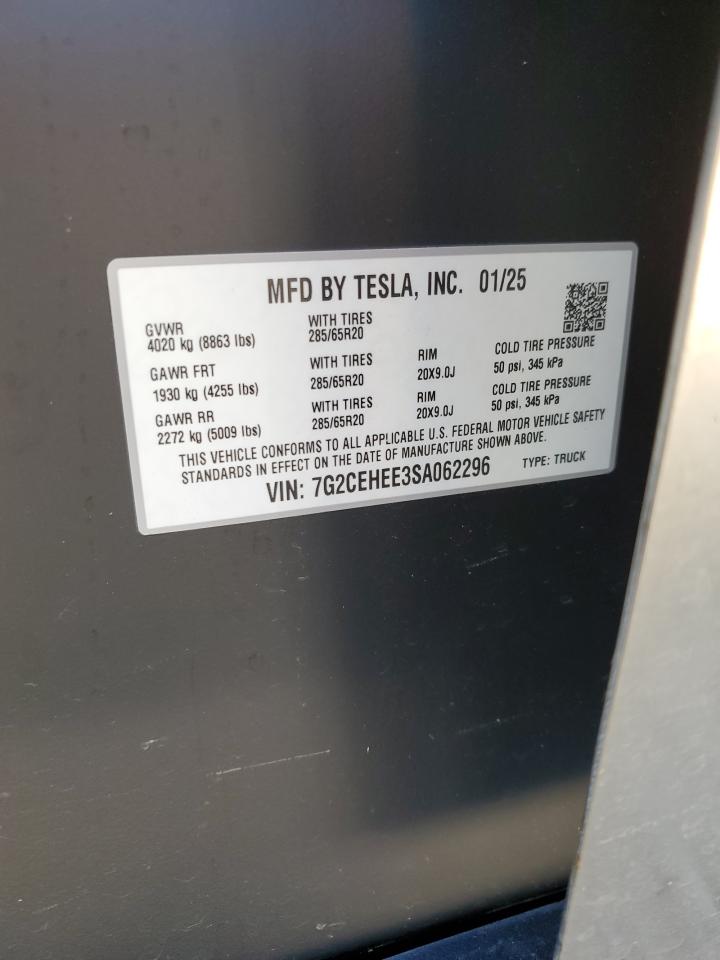 MFD BY TESLA, INC. 01/25
GVWR WITH TIRES
4020 kg (8863 lbs) 285/65R20
GAWR FRT WITH TIRES RIM COLD TIRE PRESSURE
1930 kg (4255 lbs) 285/65R20 20X9.0J 50 psi, 345 kPa
GAWR RR WITH TIRES RIM COLD TIRE PRESSURE
2272 kg (5009 lbs) 285/65R20 20X9.0J 50 psi, 345 kPa
THIS VEHICLE CONFORMS TO ALL APPLICABLE U.S. FEDERAL MOTOR VEHICLE SAFETY
STANDARDS IN EFFECT ON THE DATE OF MANUFACTURE SHOWN ABOVE.
VIN: 7G2CEHEE3SA062296 TYPE: TRUCK